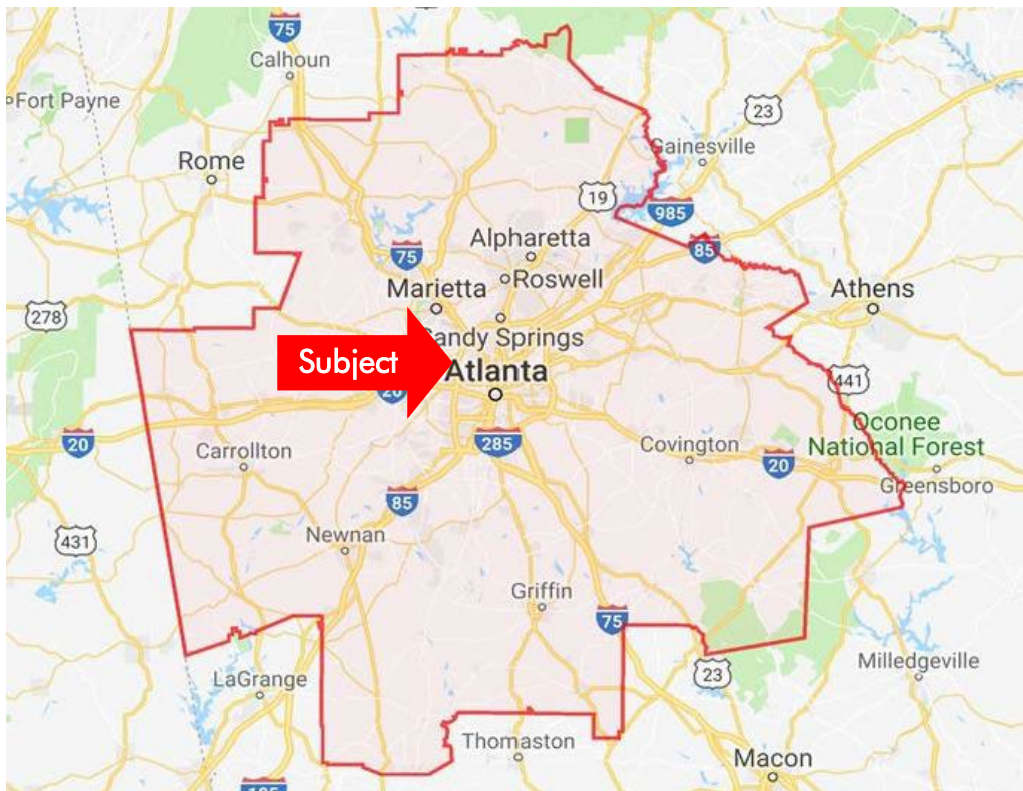 75
Calhoun
Fort Payne
23
Gainesville
Rome
19
985
Alpharetta
75
85
Roswell
Marietta
Athens
278
Sandy Springs
Subject
Atlanta
441
20
Oconee
National Forest
20
285
Covington
Carrollton
20
Greensboro
85
431
Newnan
Griffin
75
Milledgeville
23
LaGrange
Thomaston
Macon